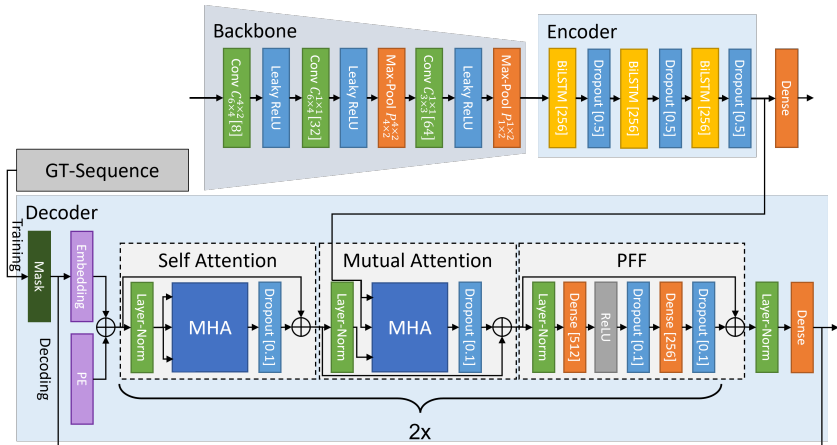 Backbone
Conv C_{6×4}^{4×2} [8]
Leaky ReLU
Conv C_{6×4}^{1×1} [32]
Leaky ReLU
Max-Pool P_{4×2}^{4×2}
Conv C_{3×3}^{1×1} [64]
Leaky ReLU
Max-Pool P_{1×2}^{1×2}
Encoder
BiLSTM [256]
Dropout [0.5]
BiLSTM [256]
Dropout [0.5]
BiLSTM [256]
Dropout [0.5]
Dense
GT-Sequence
Training
Decoder
Mask
Embedding
PE
Decoding
Self Attention
Layer-Norm
MHA
Dropout [0.1]
Mutual Attention
Layer-Norm
MHA
Dropout [0.1]
PFF
Layer-Norm
Dense [512]
ReLU
Dropout [0.1]
Dense [256]
Dropout [0.1]
Layer-Norm
Dense
2x